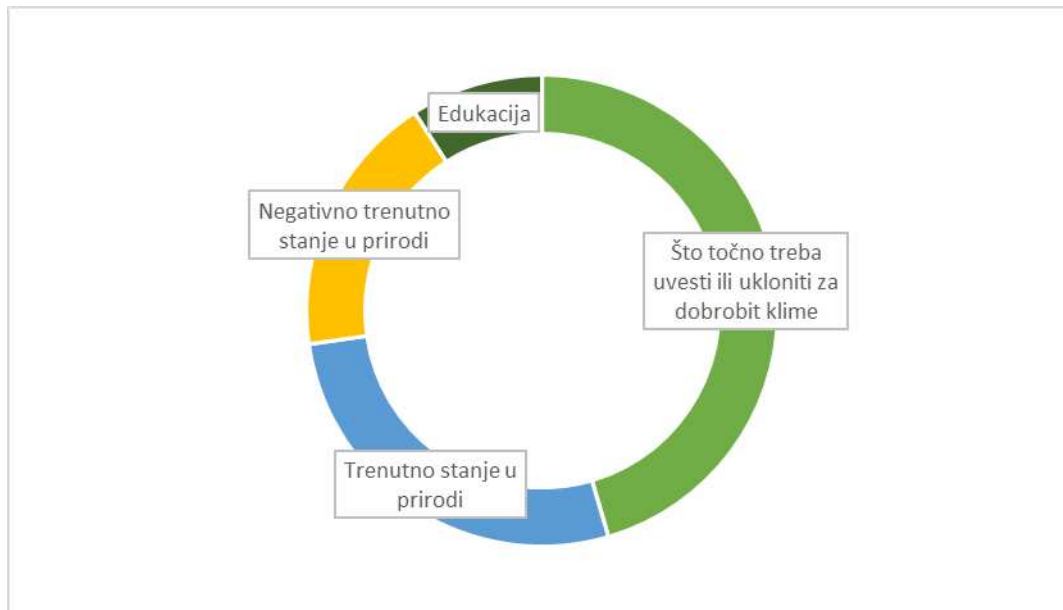 Edukacija
Negativno trenutno
stanje u prirodi
Što točno treba
uvesti ili ukloniti za
dobrobit klime
Trenutno stanje u
prirodi